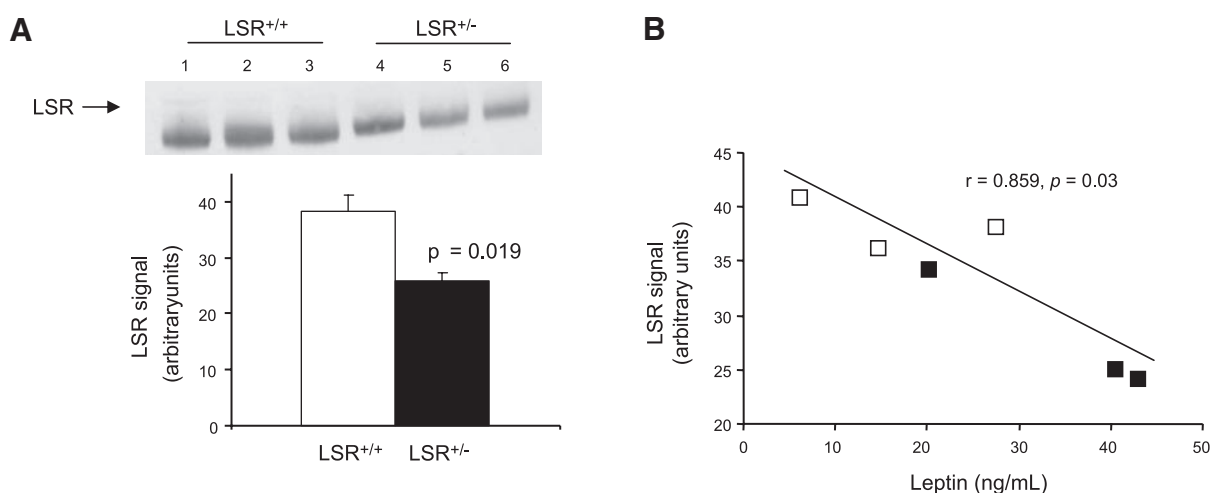 A
LSR+/+ LSR+/-
1 2 3 4 5 6
LSR
40
30
20
10
0
LSR signal
(arbitraryunits)
p = 0.019
LSR+/+ LSR+/-
B
45
40
35
30
25
20
LSR signal
(arbitrary units)
r = 0.859, p = 0.03
0 10 20 30 40 50
Leptin (ng/mL)